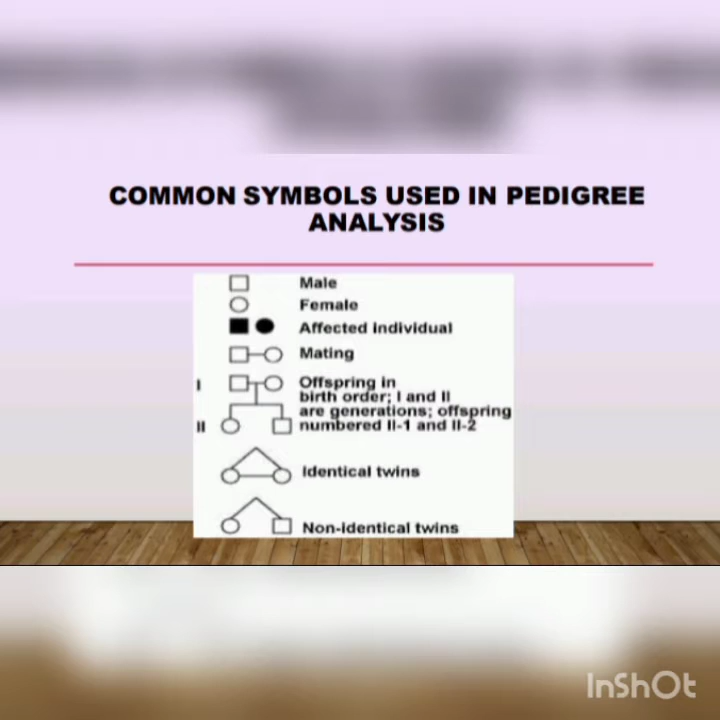 COMMON SYMBOLS USED IN PEDIGREE
ANALYSIS
Male
Female
Affected individual
Mating
I
Offspring in
birth order; I and II
are generations; offspring
II
numbered II-1 and II-2
Identical twins
Non-identical twins
InShOt